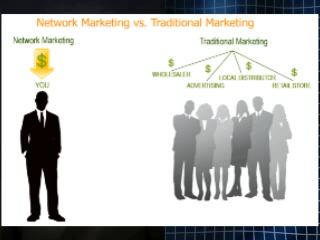 Network Marketing vs. Traditional Marketing
Network Marketing
$
YOU
Traditional Marketing
$ $ $ $
WHOLESALER
LOCAL DISTRIBUTOR
ADVERTISING
RETAIL STORE